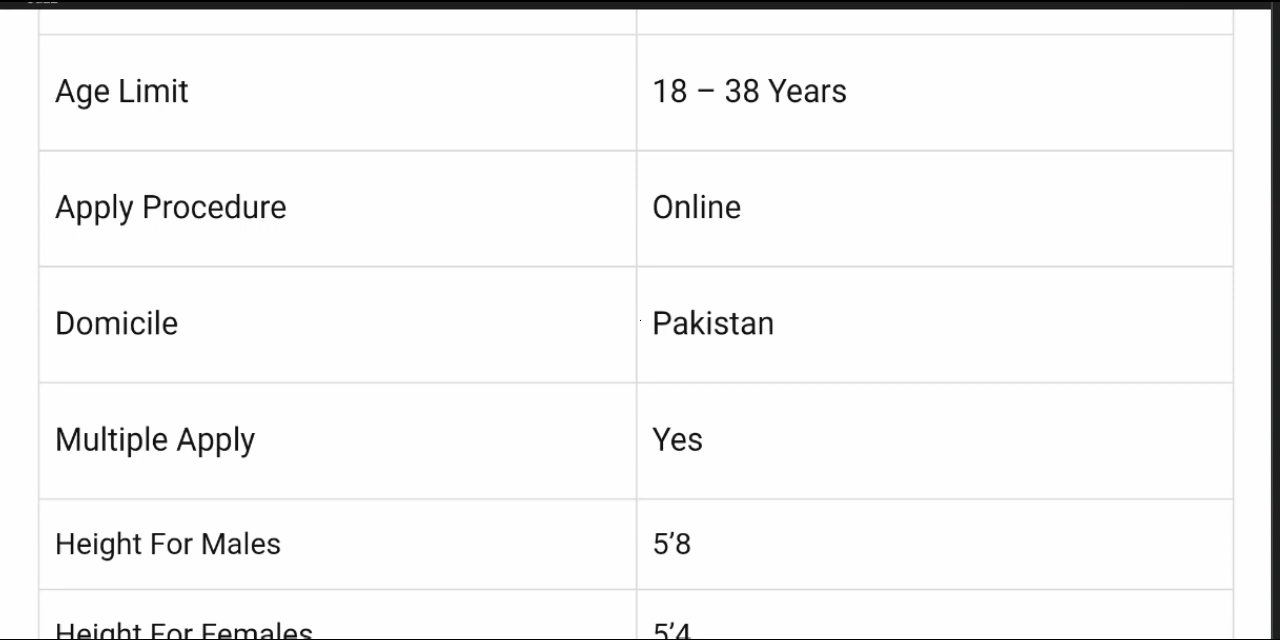 Age Limit 18 – 38 Years
Apply Procedure Online
Domicile Pakistan
Multiple Apply Yes
Height For Males 5’8
Height For Females 5’4